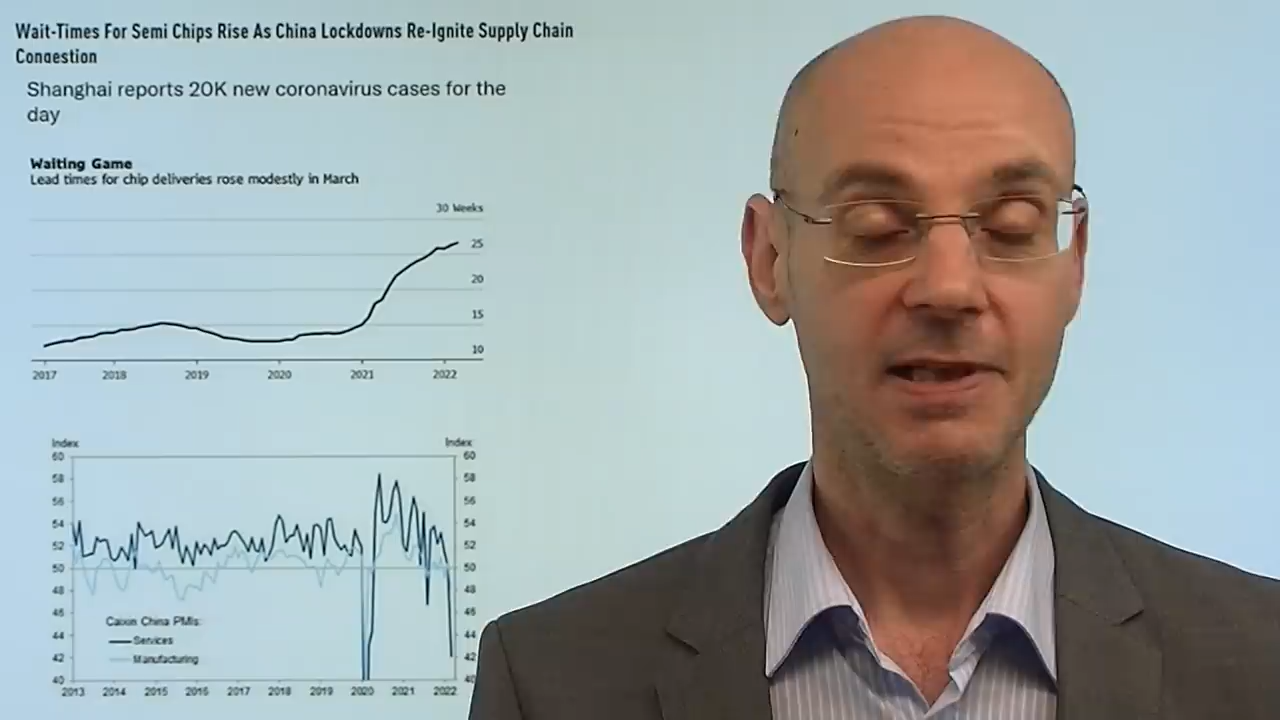 Wait-Times For Semi Chips Rise As China Lockdowns Re-Ignite Supply Chain
Congestion
Shanghai reports 20K new coronavirus cases for the
day
Waiting Game
Lead times for chip deliveries rose modestly in March
30 Weeks
25
20
15
10
2017 2018 2019 2020 2021 2022
Index Index
60 60
58 58
56 56
54 54
52 52
50 50
48 48
46 46
44 44
42 42
40 40
Caixin China PMIs:
Services
Manufacturing
2013 2014 2015 2016 2017 2018 2019 2020 2021 2022